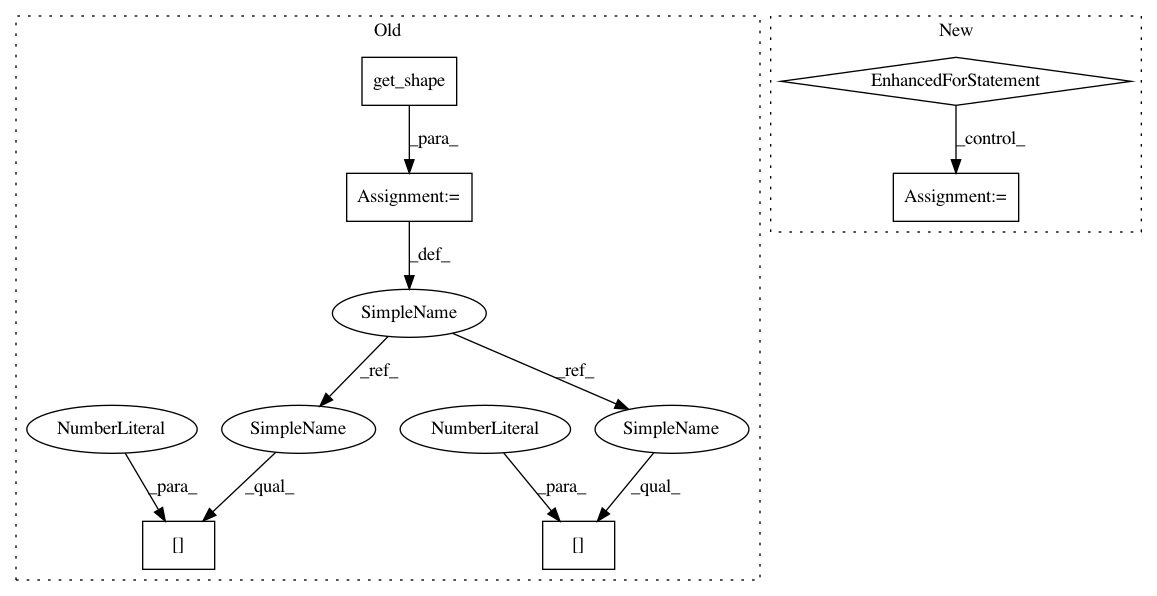 Old
New
get_shape
EnhancedForStatement
_para_
_control_
Assignment:=
Assignment:=
_def_
SimpleName
_ref_
_ref_
NumberLiteral
SimpleName
NumberLiteral
SimpleName
_para_
_qual_
_para_
_qual_
[]
[]